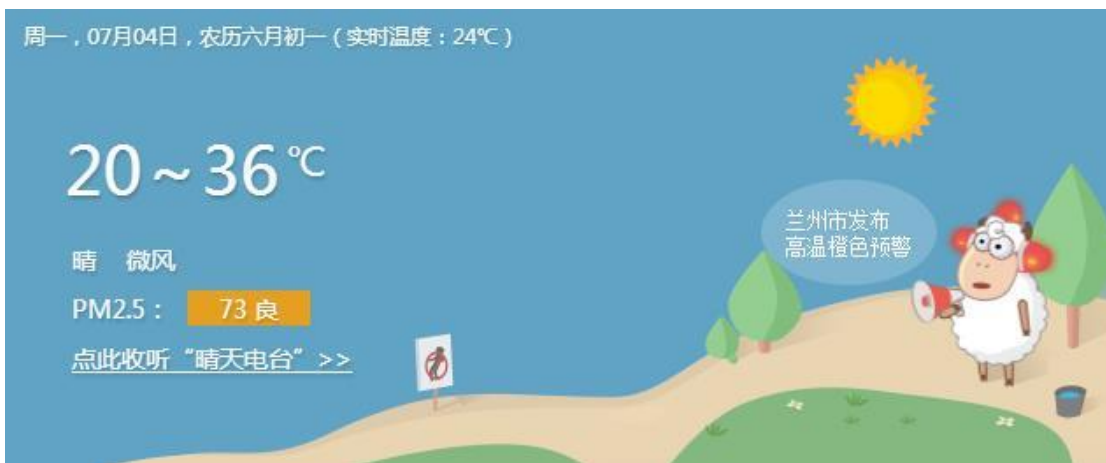 周一，07月04日，农历六月初一（实时温度：24℃）
20～36℃
晴 微风
PM2.5： 73 良
点此收听“晴天电台”>>
兰州市发布
高温橙色预警